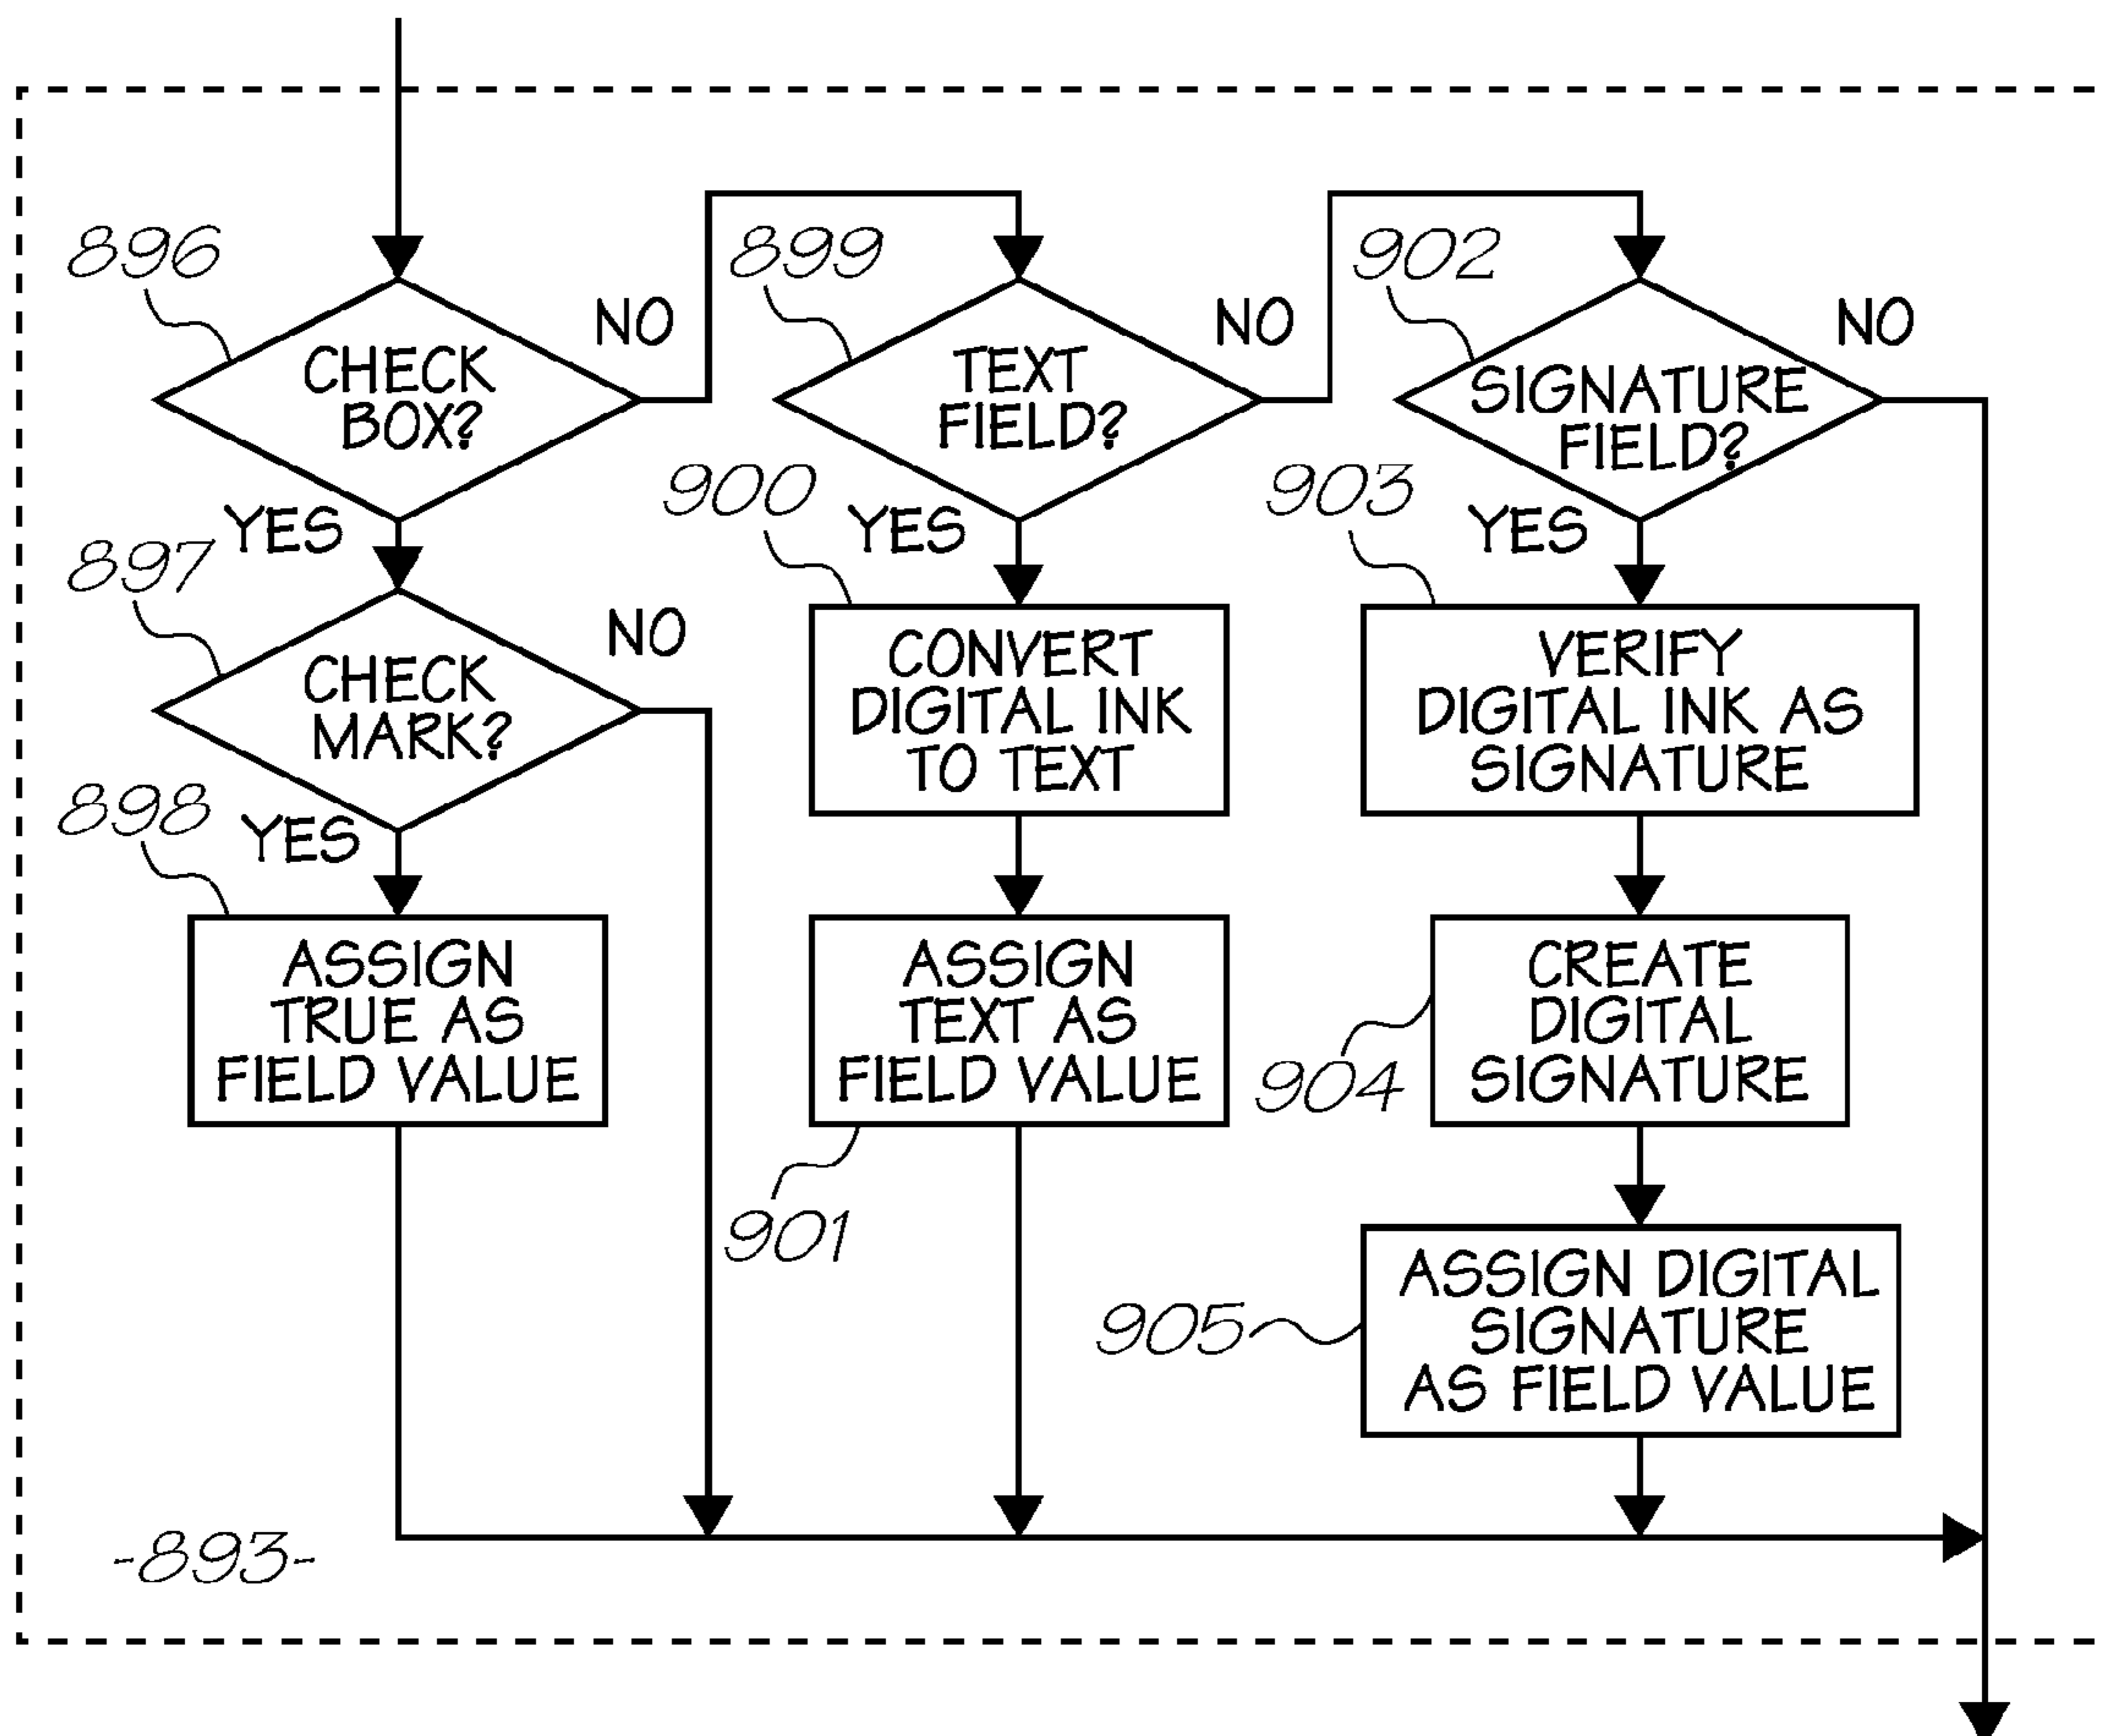 896
CHECK
BOX?
NO
YES
897
CHECK
MARK?
NO
YES
898
ASSIGN
TRUE AS
FIELD VALUE
899
TEXT
FIELD?
NO
YES
900
CONVERT
DIGITAL INK
TO TEXT
ASSIGN
TEXT AS
FIELD VALUE
901
902
SIGNATURE
FIELD?
NO
YES
903
VERIFY
DIGITAL INK AS
SIGNATURE
CREATE
DIGITAL
SIGNATURE
904
ASSIGN DIGITAL
SIGNATURE
AS FIELD VALUE
905
-893-